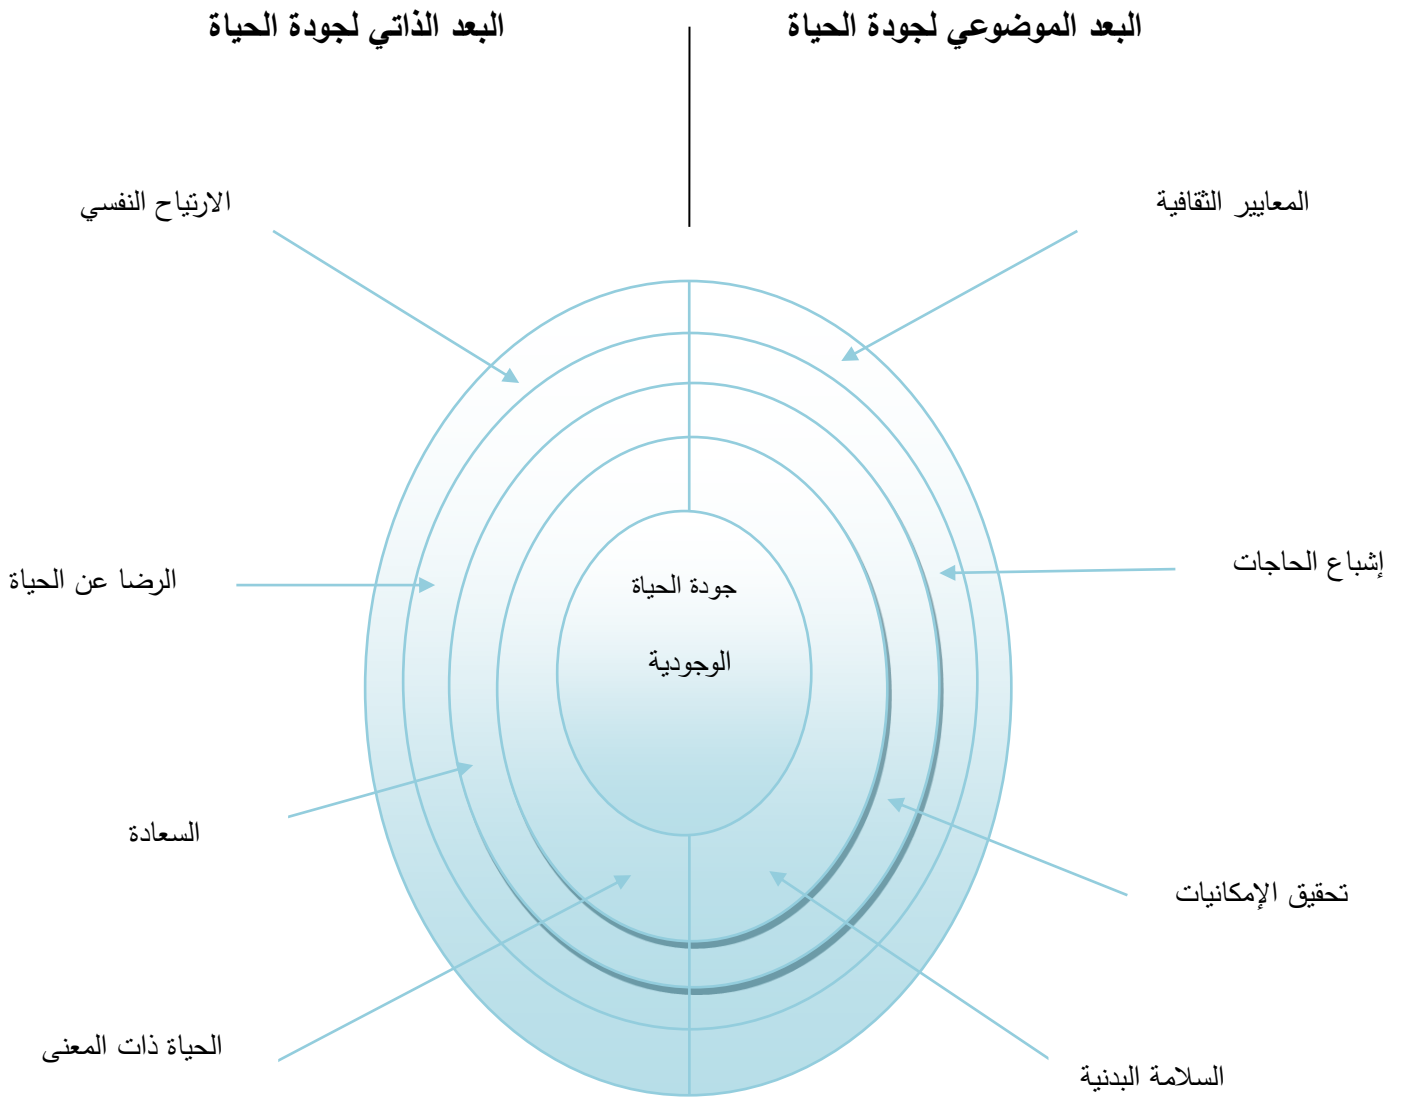 البعد الموضوعي لجودة الحياة
البعد الذاتي لجودة الحياة
المعايير الثقافية
الارتياح النفسي
إشباع الحاجات
الرضا عن الحياة
جودة الحياة
الوجودية
السعادة
تحقيق الإمكانيات
الحياة ذات المعنى
السلامة البدنية